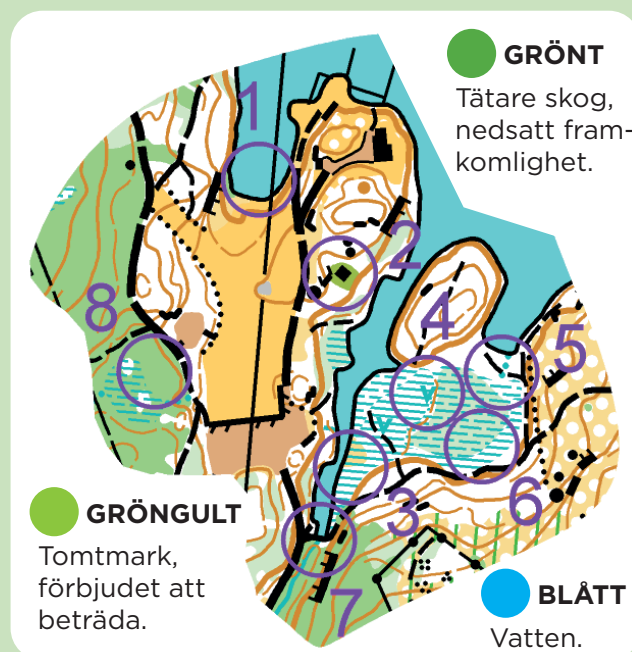 GRÖNT
Tätare skog,
nedsatt fram-
komlighet.
1
2
8
4
5
3
6
7
GRÖNGULT
Tomtmark,
förbjudet att
beträda.
BLÅTT
Vatten.